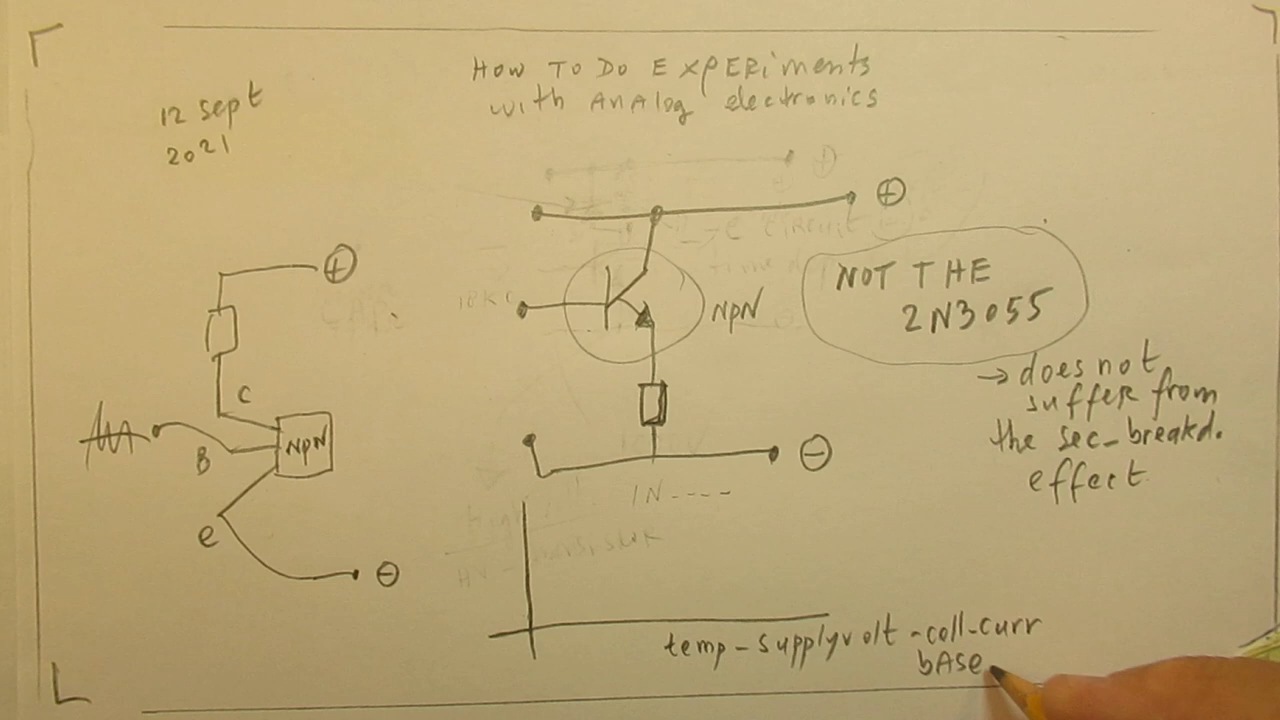 HOW TO DO EXPERiments
with ANAlog electronics
12 sept
2021
⊕
⊕
NOT THE
2N3055
NPN
→ does not
suffer from
the sec-breakd.
effect
C
NPN
B
e
⊖
⊖
1N----
temp-supplyvolt-coll-curr
bAse